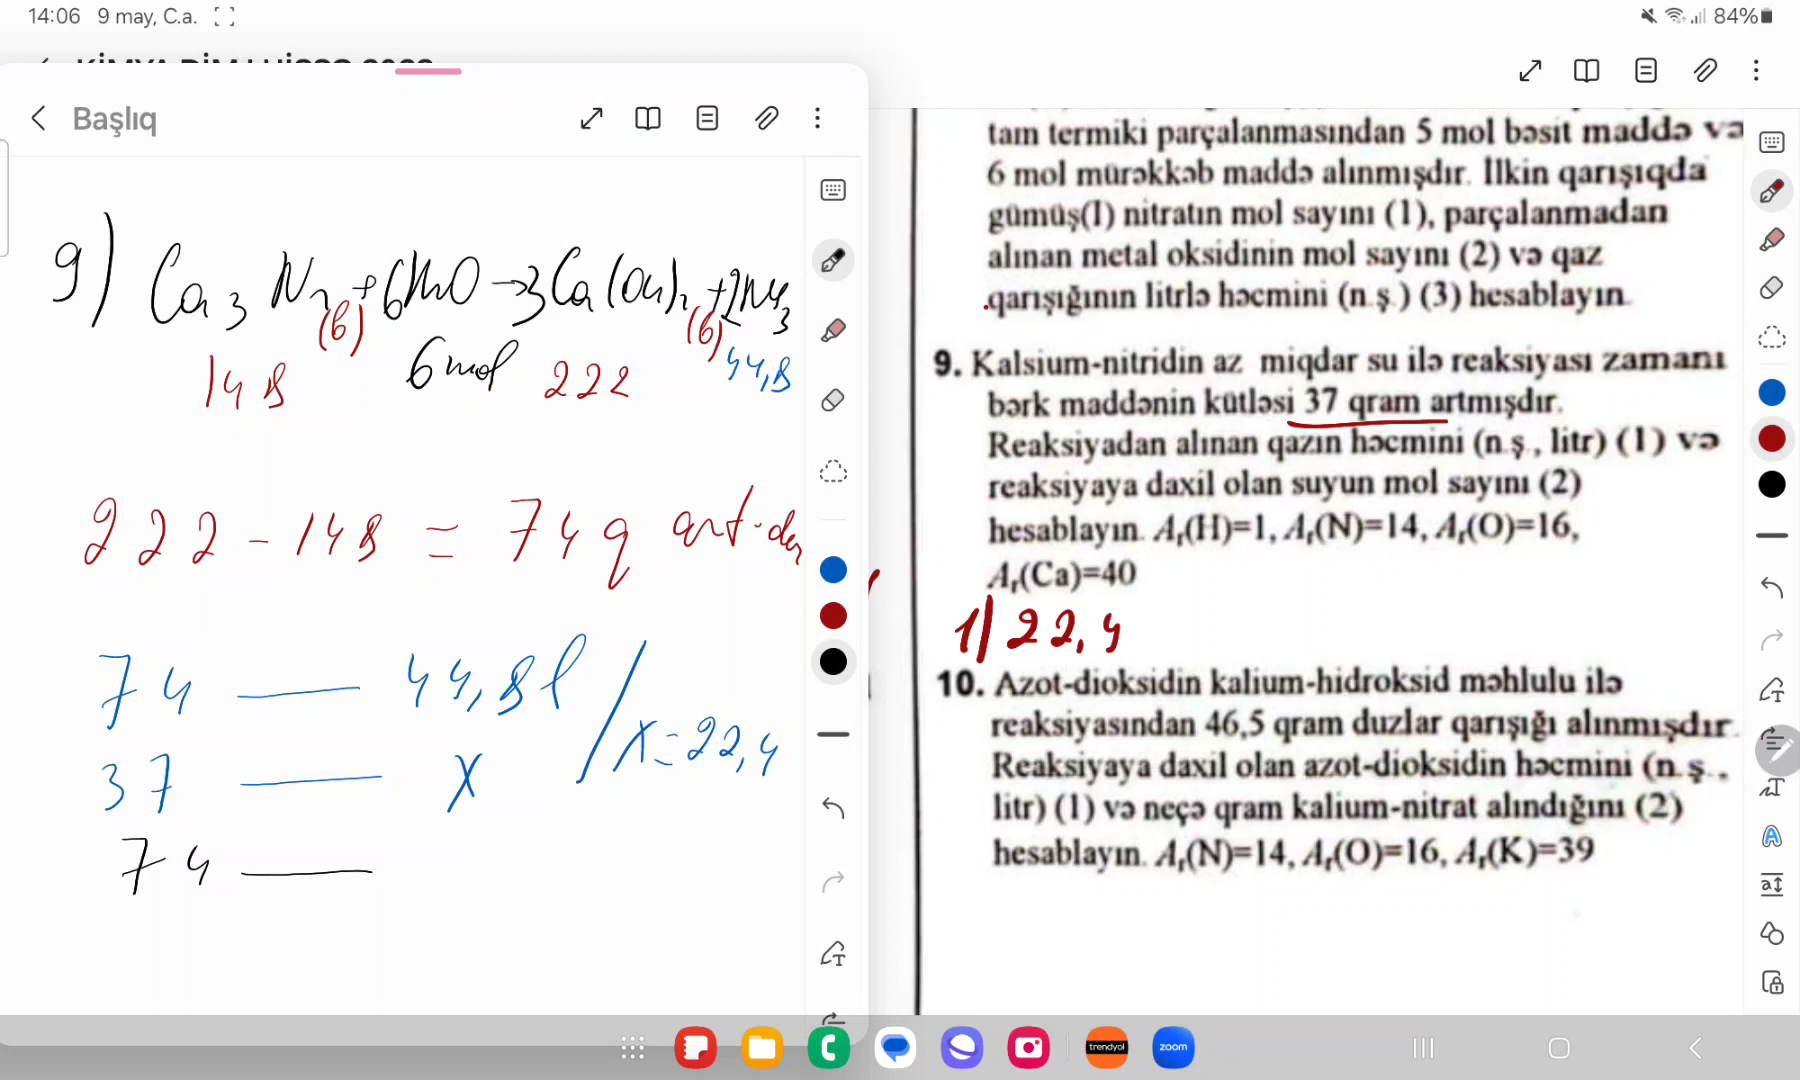 14:06 9 may, C.a. 84%
Başlıq
9) Ca3N2+6H2O→3Ca(OH)2+2NH3
(b) (b)
148 6 mol 222 44,8
222 - 148 = 74 q art-dan
74 — 44,8 l / x=22,4
37 — x
74 —
tam termiki parçalanmasından 5 mol bəsit maddə və
6 mol mürəkkəb maddə alınmışdır. İlkin qarışıqda
gümüş(I) nitratın mol sayını (1), parçalanmadan
alınan metal oksidinin mol sayını (2) və qaz
qarışığının litrlə həcmini (n.ş.) (3) hesablayın.
9. Kalsium-nitridin az miqdar su ilə reaksiyası zamanı
bərk maddənin kütləsi 37 qram artmışdır.
Reaksiyadan alınan qazın həcmini (n.ş., litr) (1) və
reaksiyaya daxil olan suyun mol sayını (2)
hesablayın. Ar(H)=1, Ar(N)=14, Ar(O)=16,
Ar(Ca)=40
1) 22,4
10. Azot-dioksidin kalium-hidroksid məhlulu ilə
reaksiyasından 46,5 qram duzlar qarışığı alınmışdır.
Reaksiyaya daxil olan azot-dioksidin həcmini (n.ş.,
litr) (1) və neçə qram kalium-nitrat alındığını (2)
hesablayın. Ar(N)=14, Ar(O)=16, Ar(K)=39
trendyol zoom